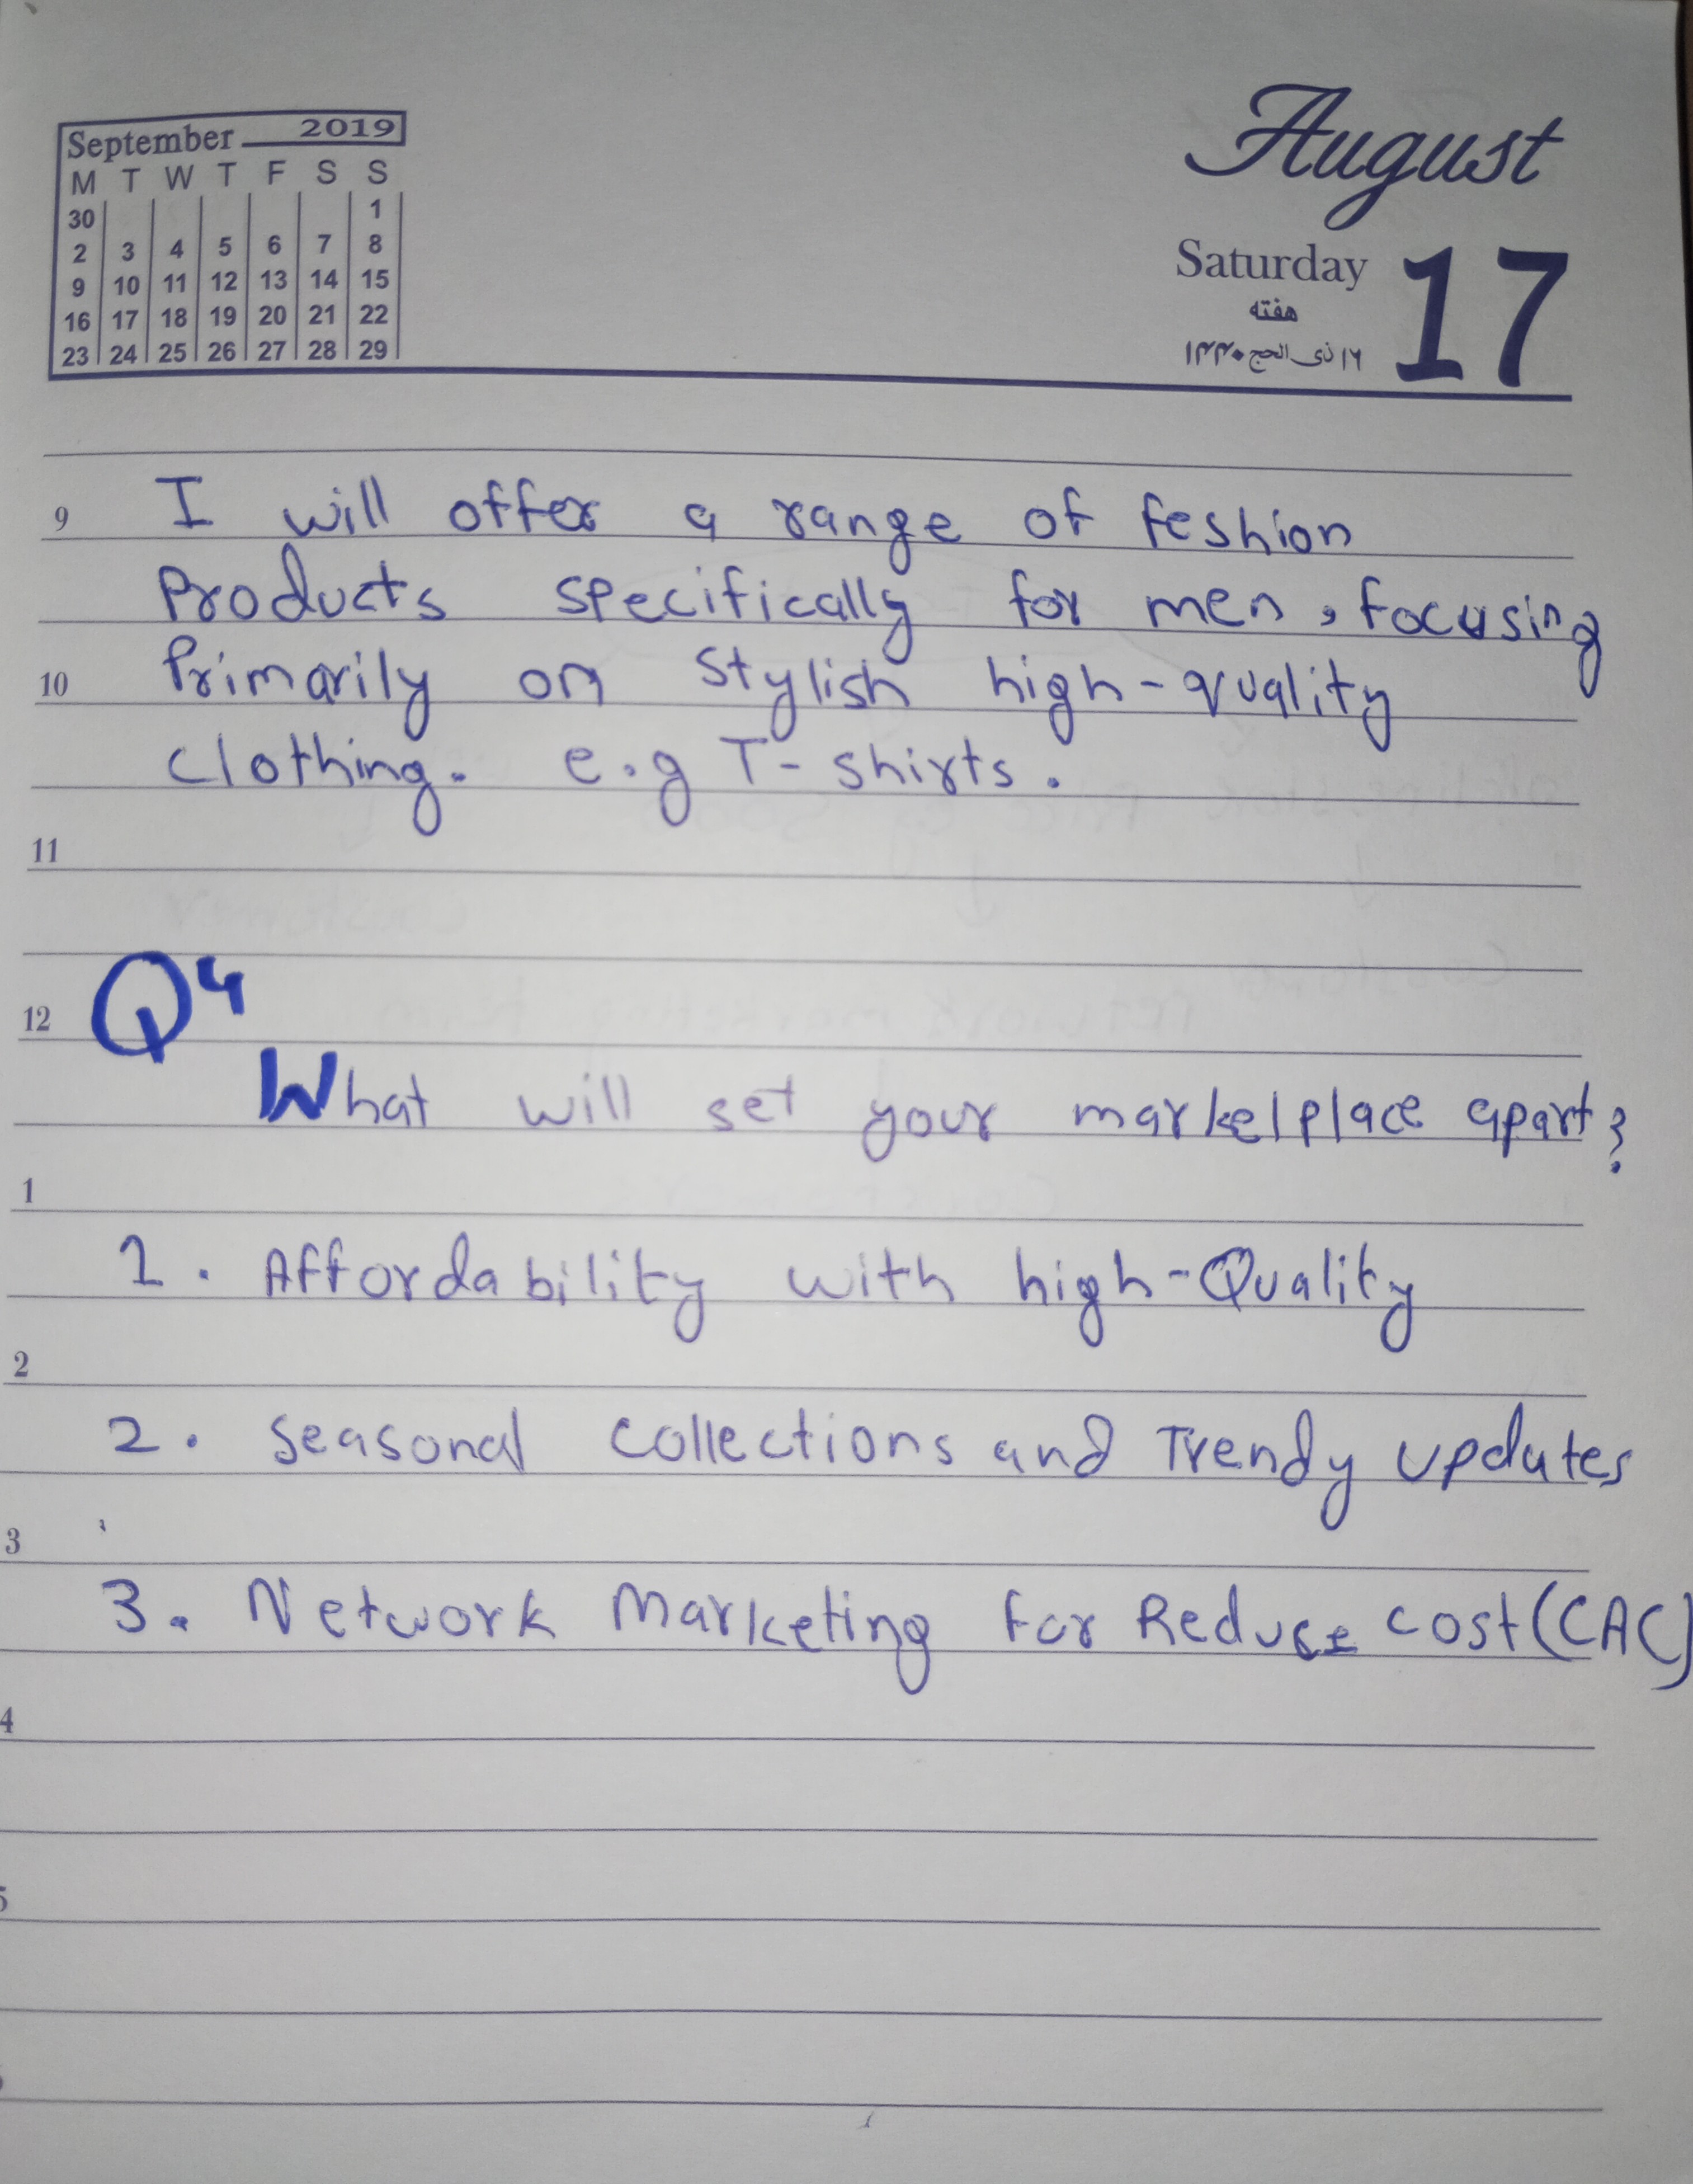 September 2019
M T W T F S S
30 1
2 3 4 5 6 7 8
9 10 11 12 13 14 15
16 17 18 19 20 21 22
23 24 25 26 27 28 29
August
Saturday 17
هفته
١٦ ذی الحج ١٤٤٠
9 I will offer a range of feshion
Products specifically for men, focusing
10 Primarily on stylish high-quality
clothing. e.g T-shirts.
11
12 Q4
What will set your markelplace apart?
1
1. Affordability with high-Quality
2
2. Seasonal collections and Trendy updates
3
3. Network Marketing for Reduce cost (CAC)
4
5